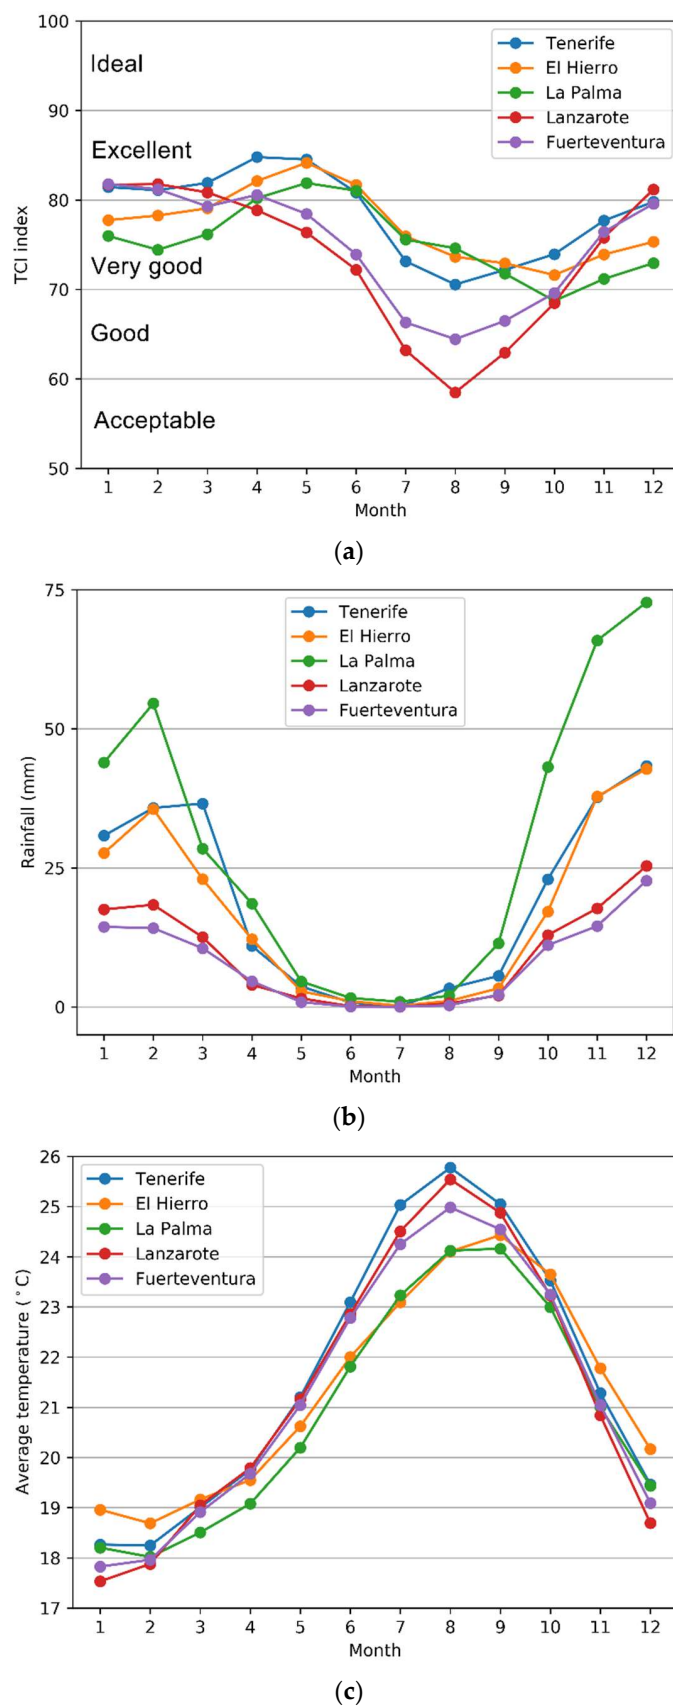 100
90
80
70
60
50
TCI index
Ideal
Excellent
Very good
Good
Acceptable
Tenerife
El Hierro
La Palma
Lanzarote
Fuerteventura
1 2 3 4 5 6 7 8 9 10 11 12
Month
(a)
75
50
25
0
Rainfall (mm)
Tenerife
El Hierro
La Palma
Lanzarote
Fuerteventura
1 2 3 4 5 6 7 8 9 10 11 12
Month
(b)
26
25
24
23
22
21
20
19
18
17
Average temperature (°C)
Tenerife
El Hierro
La Palma
Lanzarote
Fuerteventura
1 2 3 4 5 6 7 8 9 10 11 12
Month
(c)